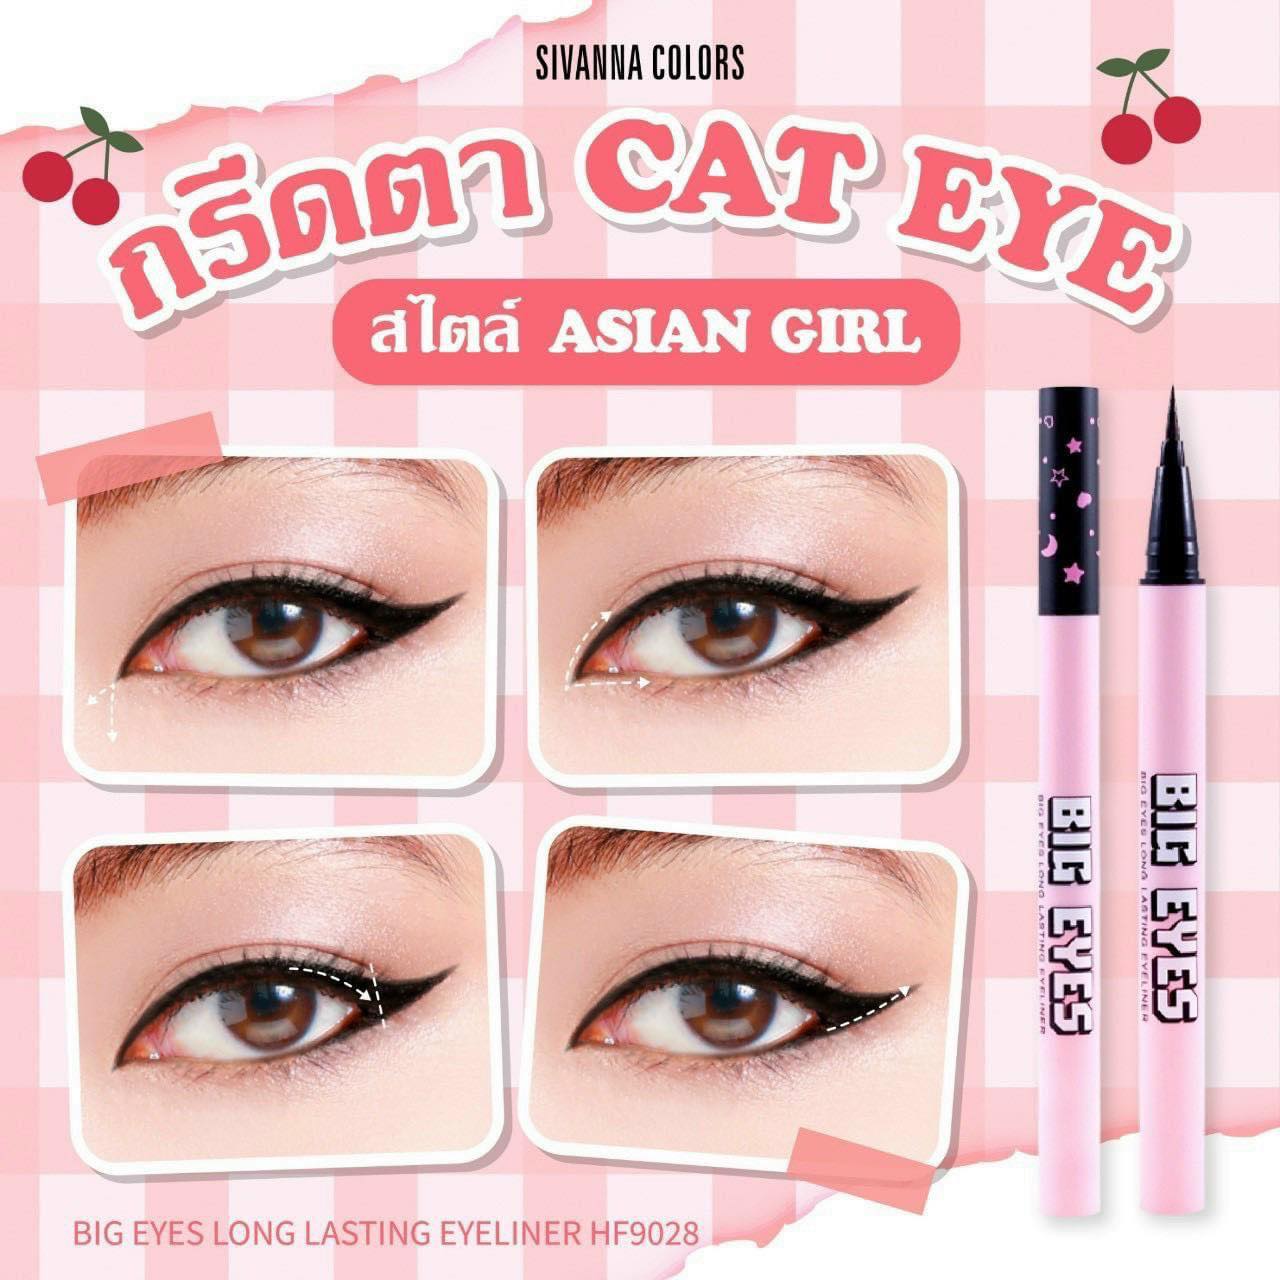 SIVANNA COLORS
กรีดตา CAT EYE
สไตล์ ASIAN GIRL
BIG EYES
BIG EYES LONG LASTING EYELINER
BIG EYES
BIG EYES LONG LASTING EYELINER
BIG EYES LONG LASTING EYELINER HF9028